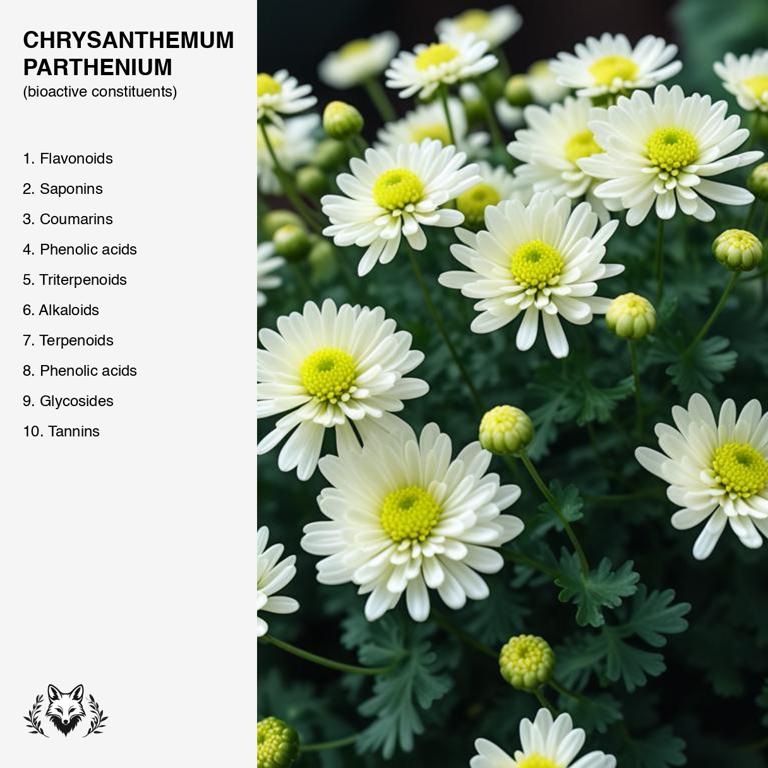 CHRYSANTHEMUM
PARTHENIUM
(bioactive constituents)
1. Flavonoids
2. Saponins
3. Coumarins
4. Phenolic acids
5. Triterpenoids
6. Alkaloids
7. Terpenoids
8. Phenolic acids
9. Glycosides
10. Tannins